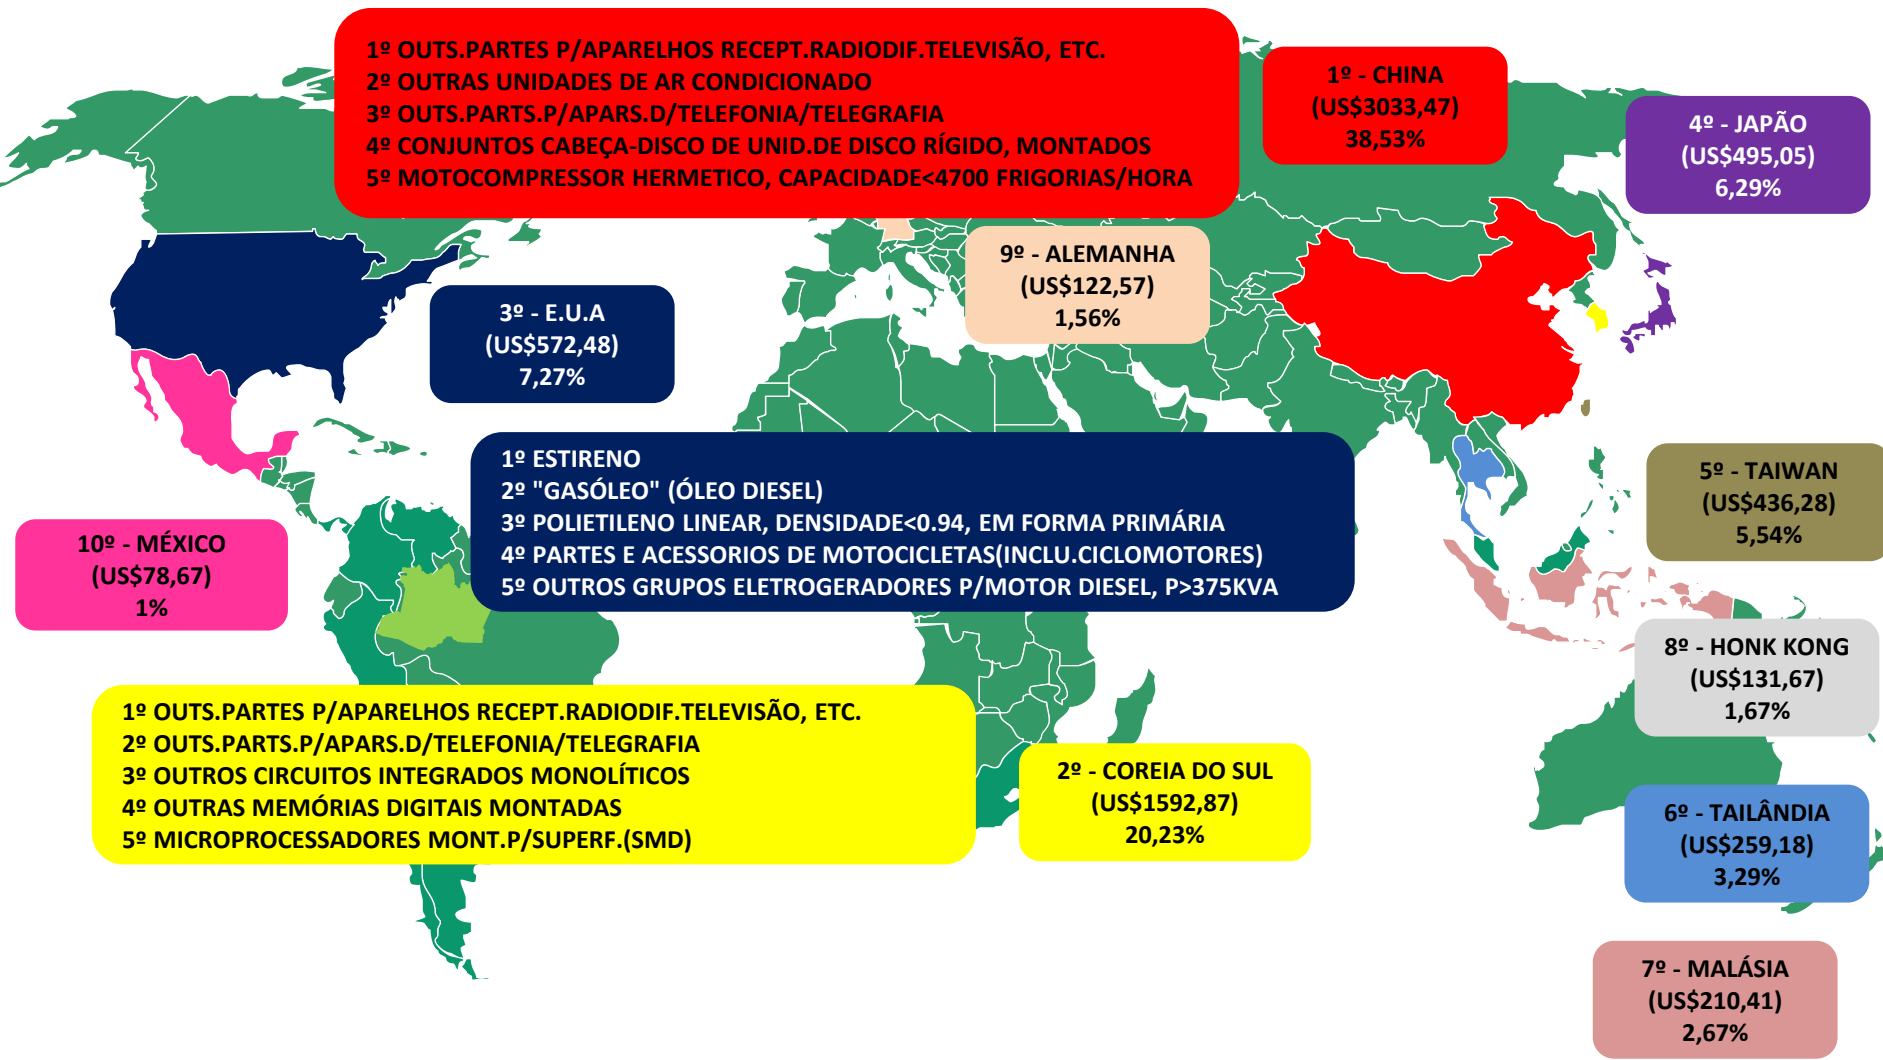 1º OUTS.PARTES P/APARELHOS RECEPT.RADIODIF.TELEVISÃO, ETC.
2º OUTRAS UNIDADES DE AR CONDICIONADO
3º OUTS.PARTS.P/APARS.D/TELEFONIA/TELEGRAFIA
4º CONJUNTOS CABEÇA-DISCO DE UNID.DE DISCO RÍGIDO, MONTADOS
5º MOTOCOMPRESSOR HERMETICO, CAPACIDADE<4700 FRIGORIAS/HORA
1º - CHINA
(US$3033,47)
38,53%
4º - JAPÃO
(US$495,05)
6,29%
9º - ALEMANHA
(US$122,57)
1,56%
3º - E.U.A
(US$572,48)
7,27%
1º ESTIRENO
2º "GASÓLEO" (ÓLEO DIESEL)
3º POLIETILENO LINEAR, DENSIDADE<0.94, EM FORMA PRIMÁRIA
4º PARTES E ACESSORIOS DE MOTOCICLETAS(INCLU.CICLOMOTORES)
5º OUTROS GRUPOS ELETROGERADORES P/MOTOR DIESEL, P>375KVA
5º - TAIWAN
(US$436,28)
5,54%
10º - MÉXICO
(US$78,67)
1%
8º - HONK KONG
(US$131,67)
1,67%
1º OUTS.PARTES P/APARELHOS RECEPT.RADIODIF.TELEVISÃO, ETC.
2º OUTS.PARTS.P/APARS.D/TELEFONIA/TELEGRAFIA
3º OUTROS CIRCUITOS INTEGRADOS MONOLÍTICOS
4º OUTRAS MEMÓRIAS DIGITAIS MONTADAS
5º MICROPROCESSADORES MONT.P/SUPERF.(SMD)
2º - COREIA DO SUL
(US$1592,87)
20,23%
6º - TAILÂNDIA
(US$259,18)
3,29%
7º - MALÁSIA
(US$210,41)
2,67%